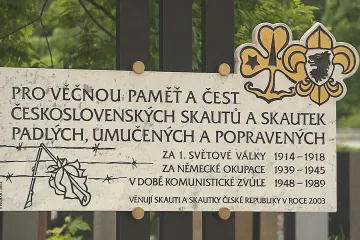 PRO VĚČNOU PAMĚŤ A ČEST
ČESKOSLOVENSKÝCH SKAUTŮ A SKAUTEK
PADLÝCH, UMUČENÝCH A POPRAVENÝCH
ZA 1. SVĚTOVÉ VÁLKY 1914 -1918
ZA NĚMECKÉ OKUPACE 1939 -1945
V DOBĚ KOMUNISTICKÉ ZVŮLE 1948 -1989
VĚNUJÍ SKAUTI A SKAUTKY ČESKÉ REPUBLIKY V ROCE 2003